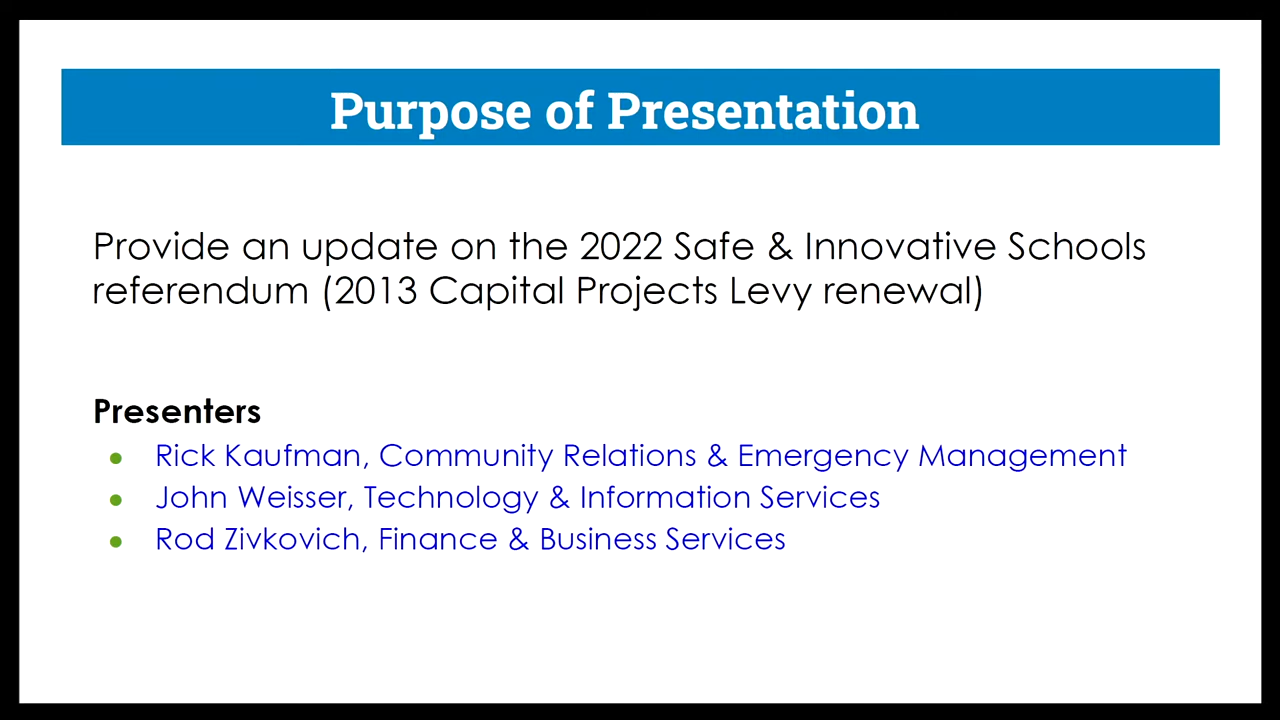 Purpose of Presentation
Provide an update on the 2022 Safe & Innovative Schools
referendum (2013 Capital Projects Levy renewal)
Presenters
● Rick Kaufman, Community Relations & Emergency Management
● John Weisser, Technology & Information Services
● Rod Zivkovich, Finance & Business Services